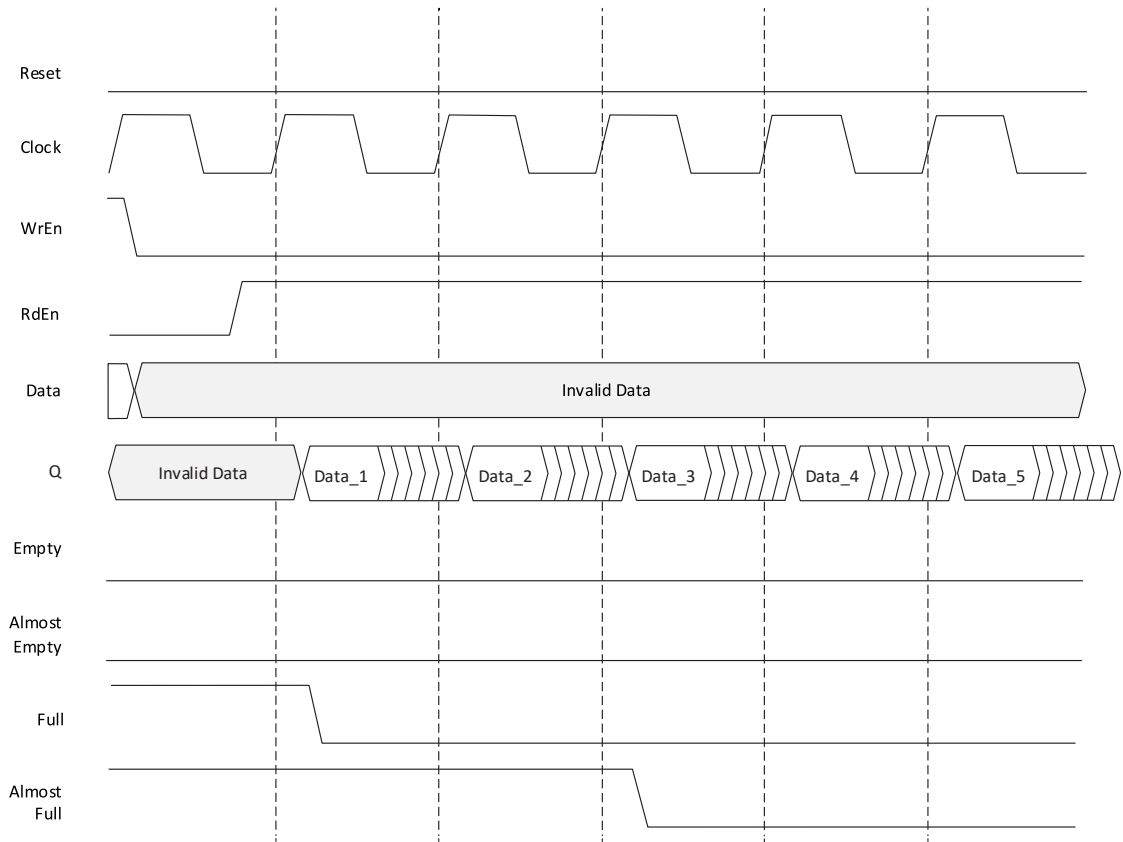 Reset
Clock
WrEn
RdEn
Data
Invalid Data
Q
Invalid Data
Data_1
Data_2
Data_3
Data_4
Data_5
Empty
Almost
Empty
Full
Almost
Full